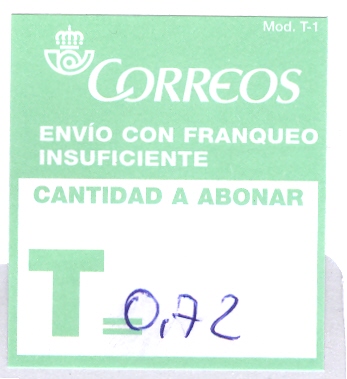 Mod. T-1
CORREOS
ENVÍO CON FRANQUEO
INSUFICIENTE
CANTIDAD A ABONAR
T= 0,72